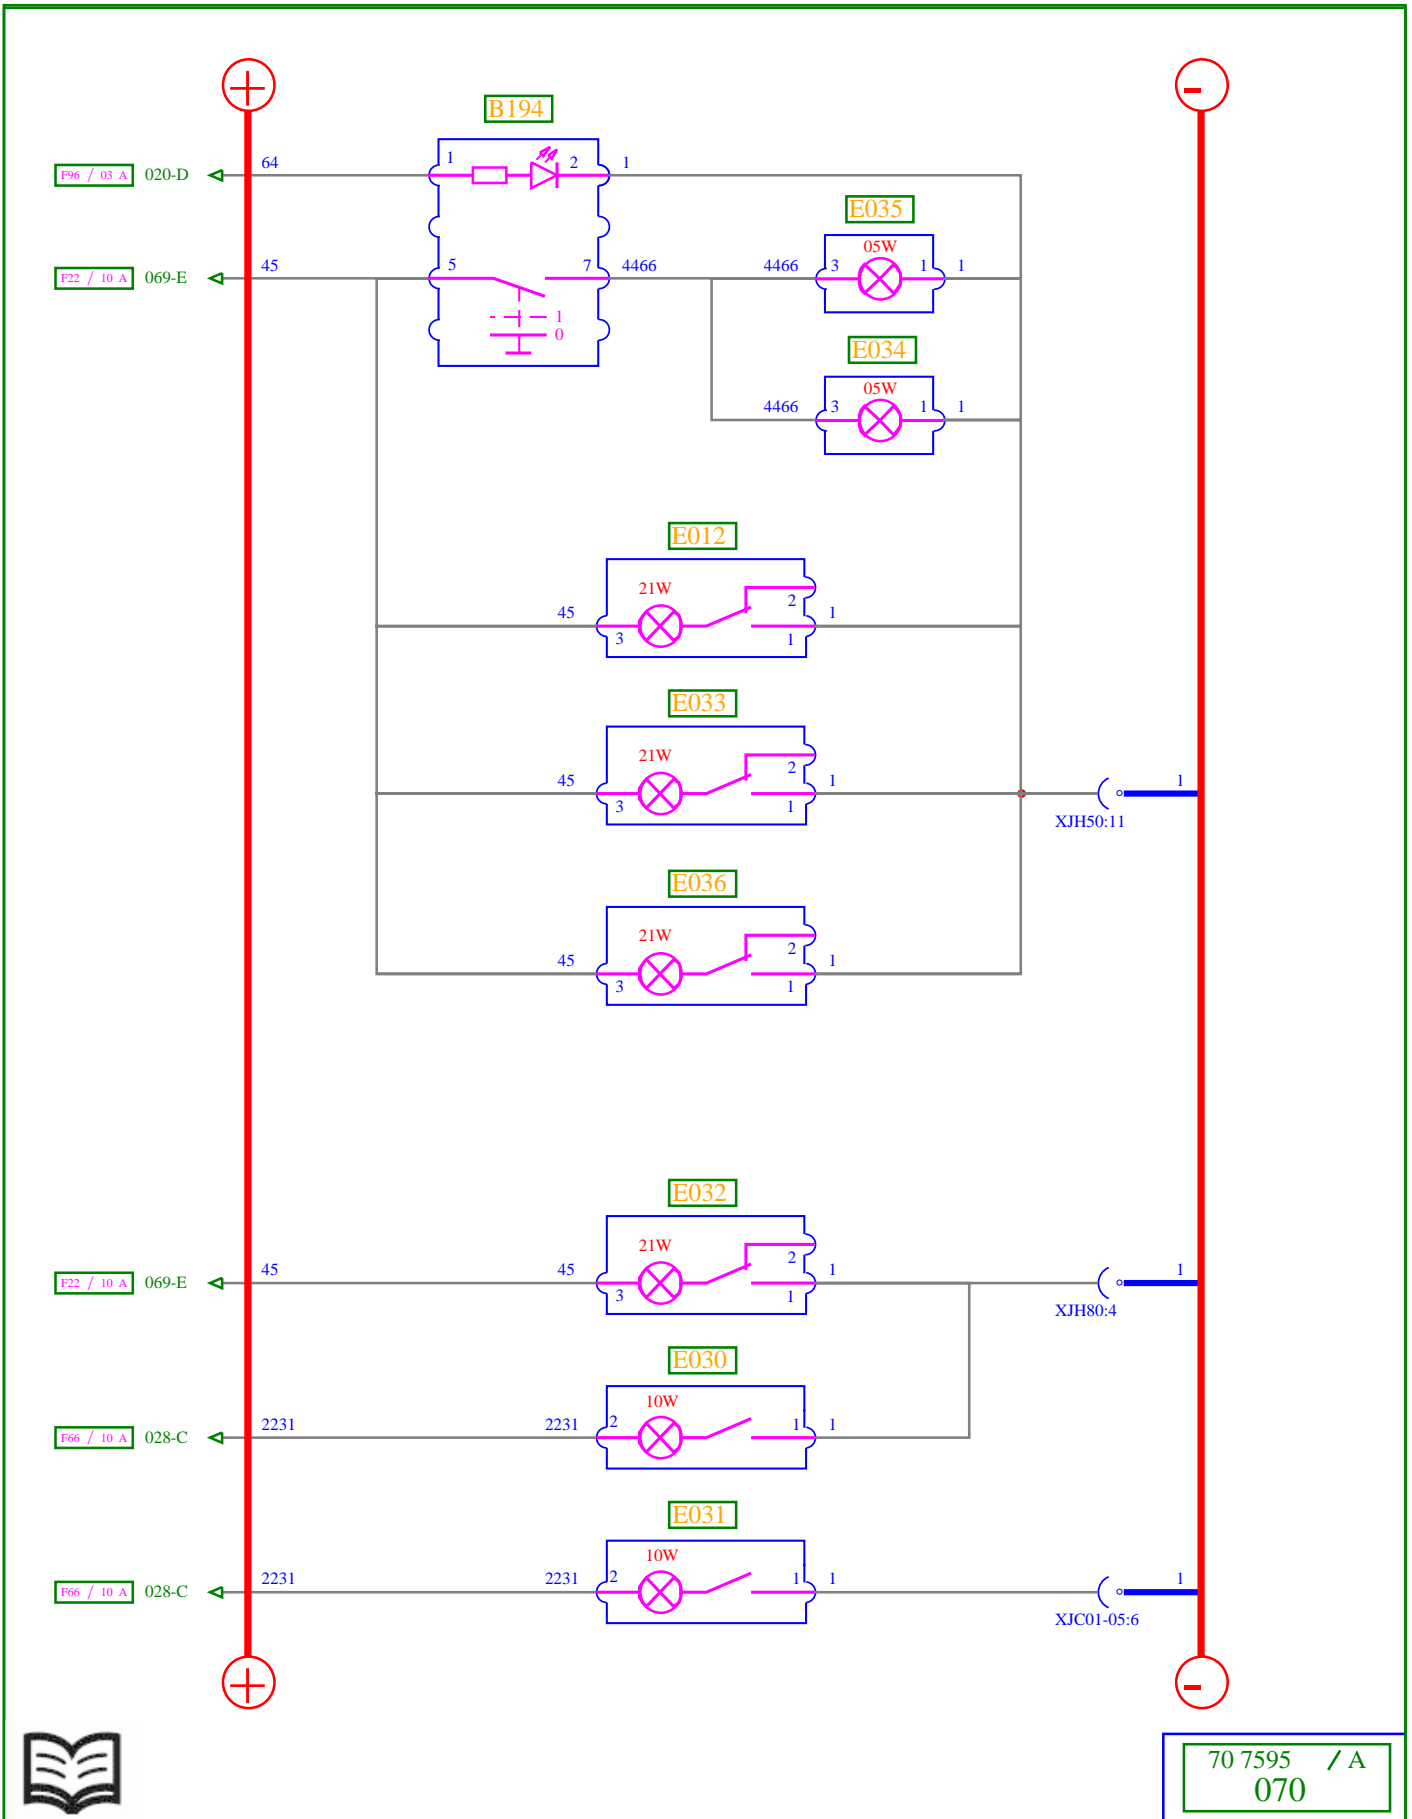 B194
F96 / 03 A 020-D 64 1 2 1
E035
05W
F22 / 10 A 069-E 45 5 7 4466 4466 3 1 1
1
0
E034
05W
4466 3 1 1
E012
21W
2
45 3 1 1
E033
21W
2
45 3 1 1 1
XJH50:11
E036
21W
2
45 3 1 1
E032
21W
2
F22 / 10 A 069-E 45 45 3 1 1 1
XJH80:4
E030
10W
F66 / 10 A 028-C 2231 2231 2 1 1
E031
10W
F66 / 10 A 028-C 2231 2231 2 1 1 1
XJC01-05:6
70 7595 / A
070